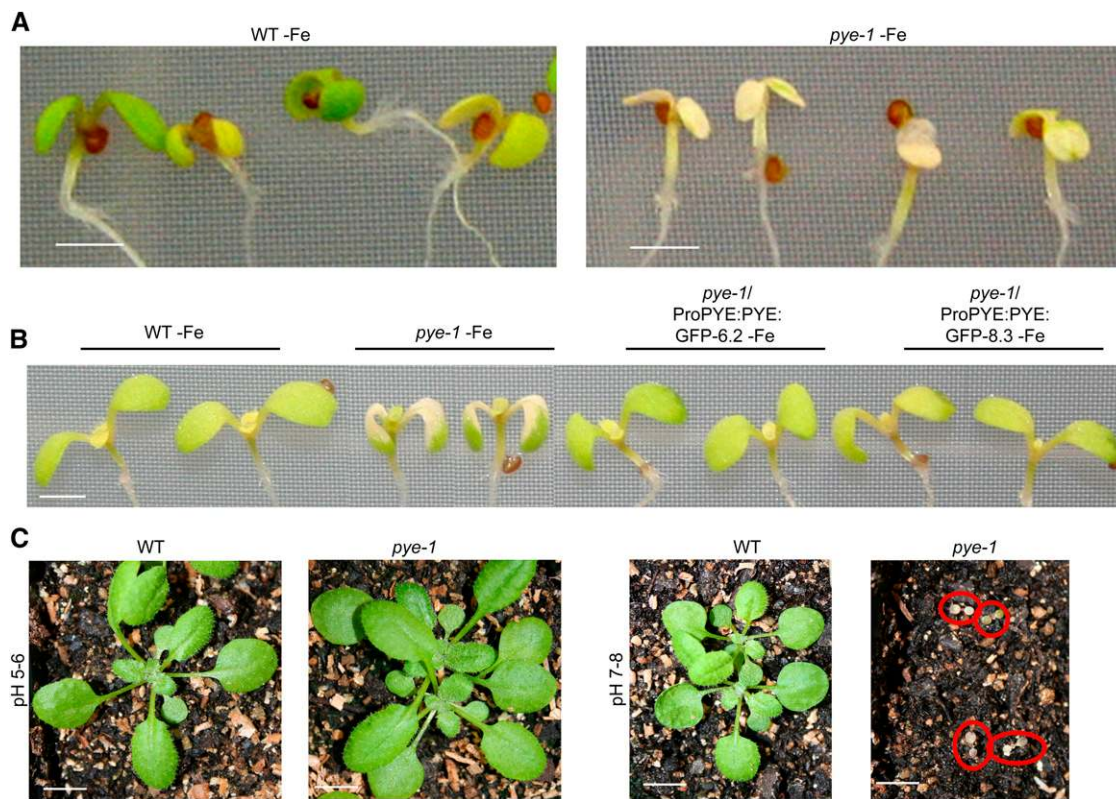 A
WT -Fe
pye-1 -Fe
B
WT -Fe
pye-1 -Fe
pye-1/
ProPYE:PYE:
GFP-6.2 -Fe
pye-1/
ProPYE:PYE:
GFP-8.3 -Fe
C
WT
pye-1
WT
pye-1
pH 5-6
pH 7-8